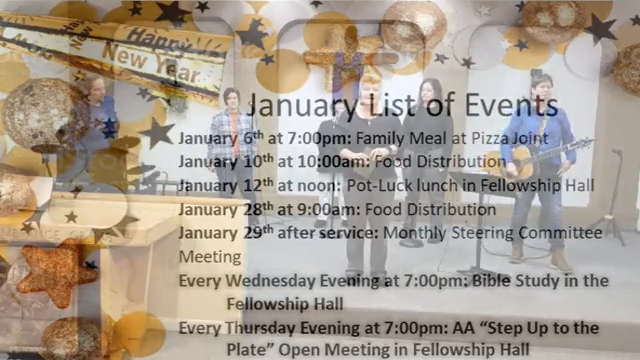 Happy
New Year
January List of Events
January 6th at 7:00pm: Family Meal at Pizza Joint
January 10th at 10:00am: Food Distribution
January 12th at noon: Pot-Luck lunch in Fellowship Hall
January 28th at 9:00am: Food Distribution
January 29th after service: Monthly Steering Committee
Meeting
Every Wednesday Evening at 7:00pm: Bible Study in the
Fellowship Hall
Every Thursday Evening at 7:00pm: AA “Step Up to the
Plate” Open Meeting in Fellowship Hall